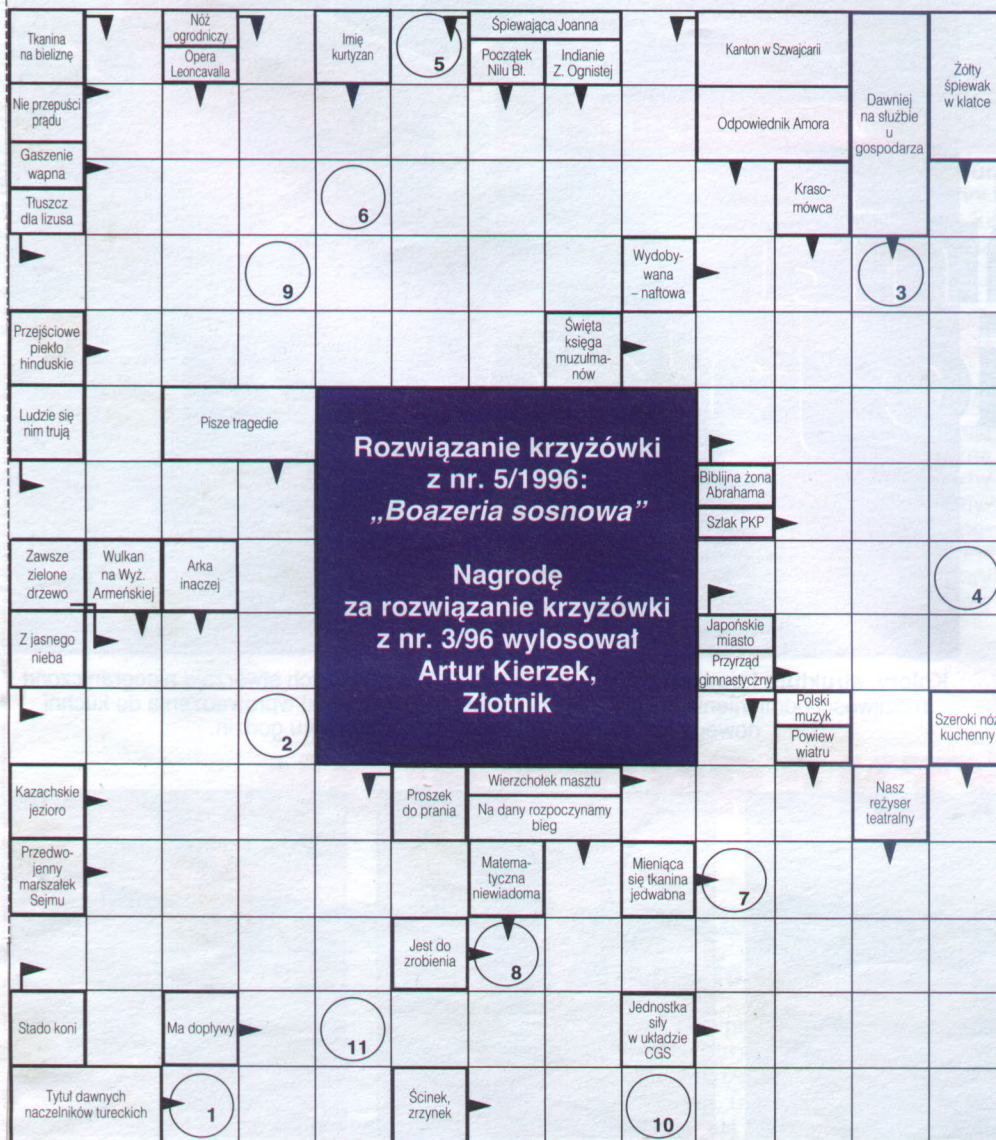 Tkanina
na bieliznę
Nóż
ogrodniczy
Opera
Leoncavalla
Imię
kurtyzan
5
Śpiewająca Joanna
Początek
Nilu Bł.
Indianie
Z. Ognistej
Kanton w Szwajcarii
Odpowiednik Amora
Dawniej
na służbie
u
gospodarza
Żółty
śpiewak
w klatce
Nie przepuści
prądu
Gaszenie
wapna
Tłuszcz
dla lizusa
6
Kraso-
mówca
9
Wydoby-
wana
– naftowa
3
Przejściowe
piekło
hinduskie
Święta
księga
muzułma-
nów
Ludzie się
nim trują
Pisze tragedie
Rozwiązanie krzyżówki
z nr. 5/1996:
„Boazeria sosnowa”
Nagrodę
za rozwiązanie krzyżówki
z nr. 3/96 wylosował
Artur Kierzek,
Złotnik
Biblijna żona
Abrahama
Szlak PKP
Zawsze
zielone
drzewo
Wulkan
na Wyż.
Armeńskiej
Arka
inaczej
4
Z jasnego
nieba
Japońskie
miasto
Przyrząd
gimnastyczny
2
Polski
muzyk
Powiew
wiatru
Szeroki nóż
kuchenny
Kazachskie
jezioro
Proszek
do prania
Wierzchołek masztu
Na dany rozpoczynamy
bieg
Nasz
reżyser
teatralny
Przedwo-
jenny
marszałek
Sejmu
Matema-
tyczna
niewiadoma
Mieniąca
się tkanina
jedwabna
7
Jest do
zrobienia
8
Stado koni
Ma dopływy
11
Jednostka
siły
w układzie
CGS
Tytuł dawnych
naczelników tureckich
1
Ścinek,
zrzynek
10